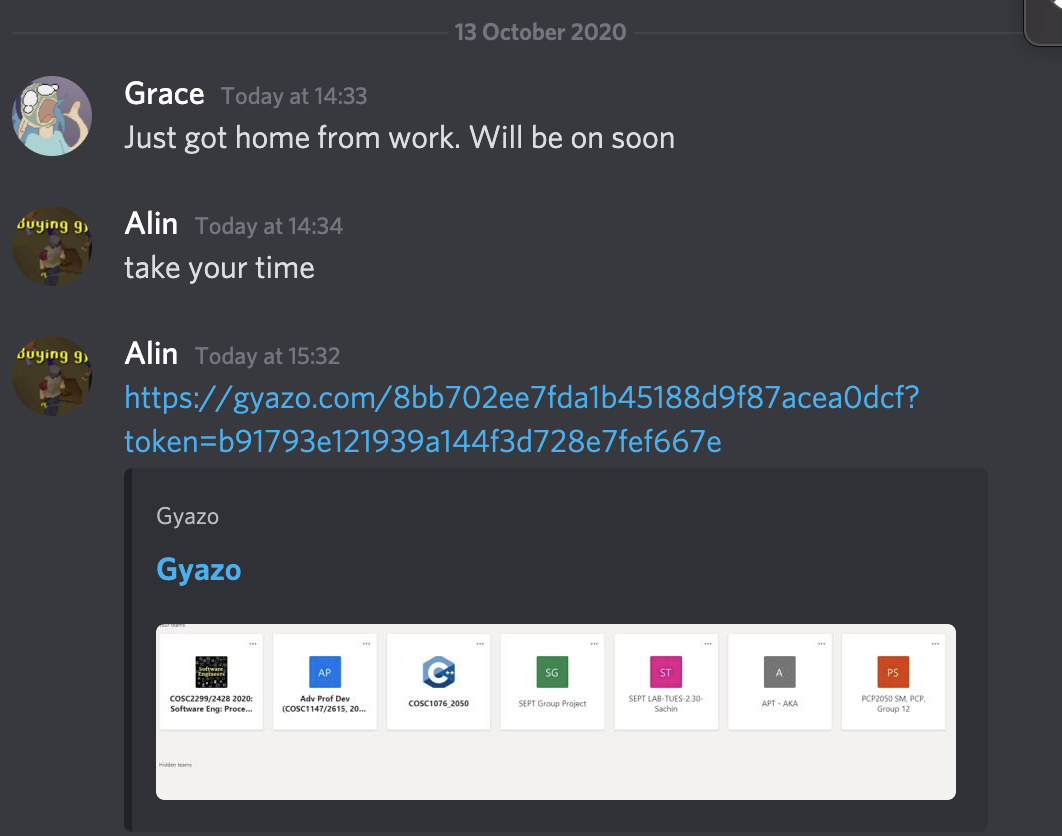 13 October 2020
Grace Today at 14:33
Just got home from work. Will be on soon
Alin Today at 14:34
take your time
Alin Today at 15:32
https://gyazo.com/8bb702ee7fda1b45188d9f87acea0dcf?
token=b91793e121939a144f3d728e7fef667e
Gyazo
Gyazo
Your teams
Software
Engineers
COSC2299/2428 2020:
Software Eng: Proce...
AP
Adv Prof Dev
(COSC1147/2615, 20...
COSC1076_2050
SG
SEPT Group Project
ST
SEPT LAB-TUES-2.30-
Sachin
A
APT - AKA
PS
PCP2050 SM, PCP,
Group 12
Hidden teams